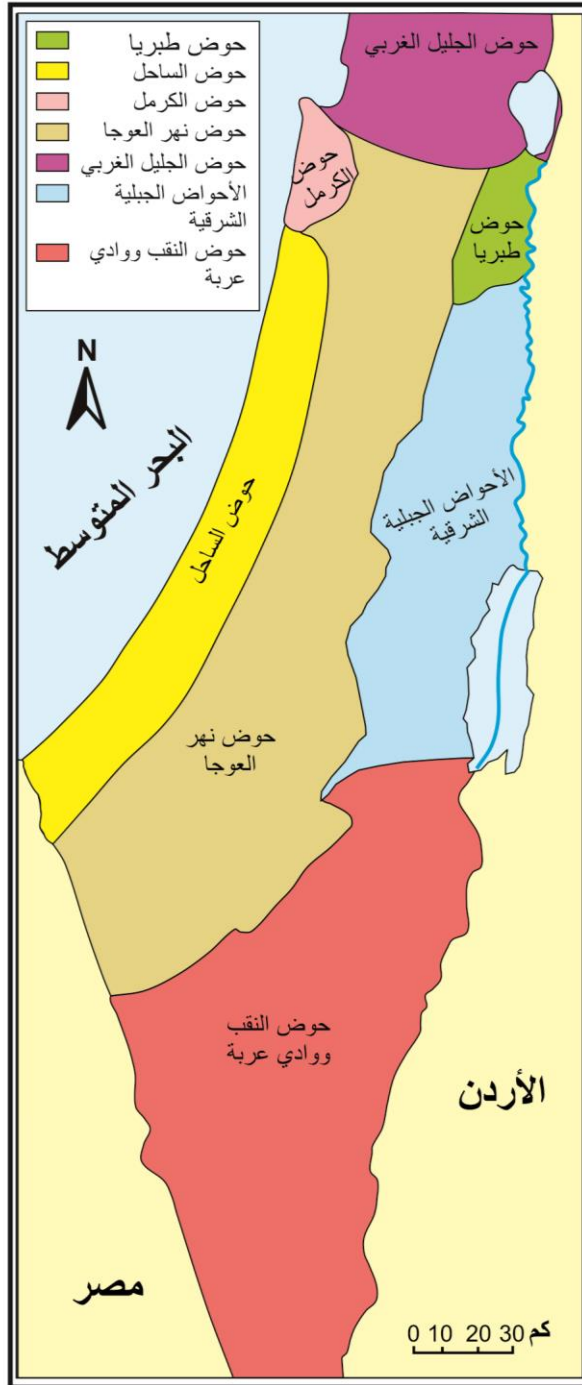 حوض طبريا
حوض الساحل
حوض الكرمل
حوض نهر العوجا
حوض الجليل الغربي
الأحواض الجبلية
الشرقية
حوض النقب ووادي
عربة
حوض الجليل الغربي
حوض
الكرمل
حوض
طبريا
N
البحر المتوسط
حوض الساحل
الأحواض الجبلية
الشرقية
حوض نهر
العوجا
حوض النقب
ووادي عربة
الأردن
مصر
0 10 20 30 كم